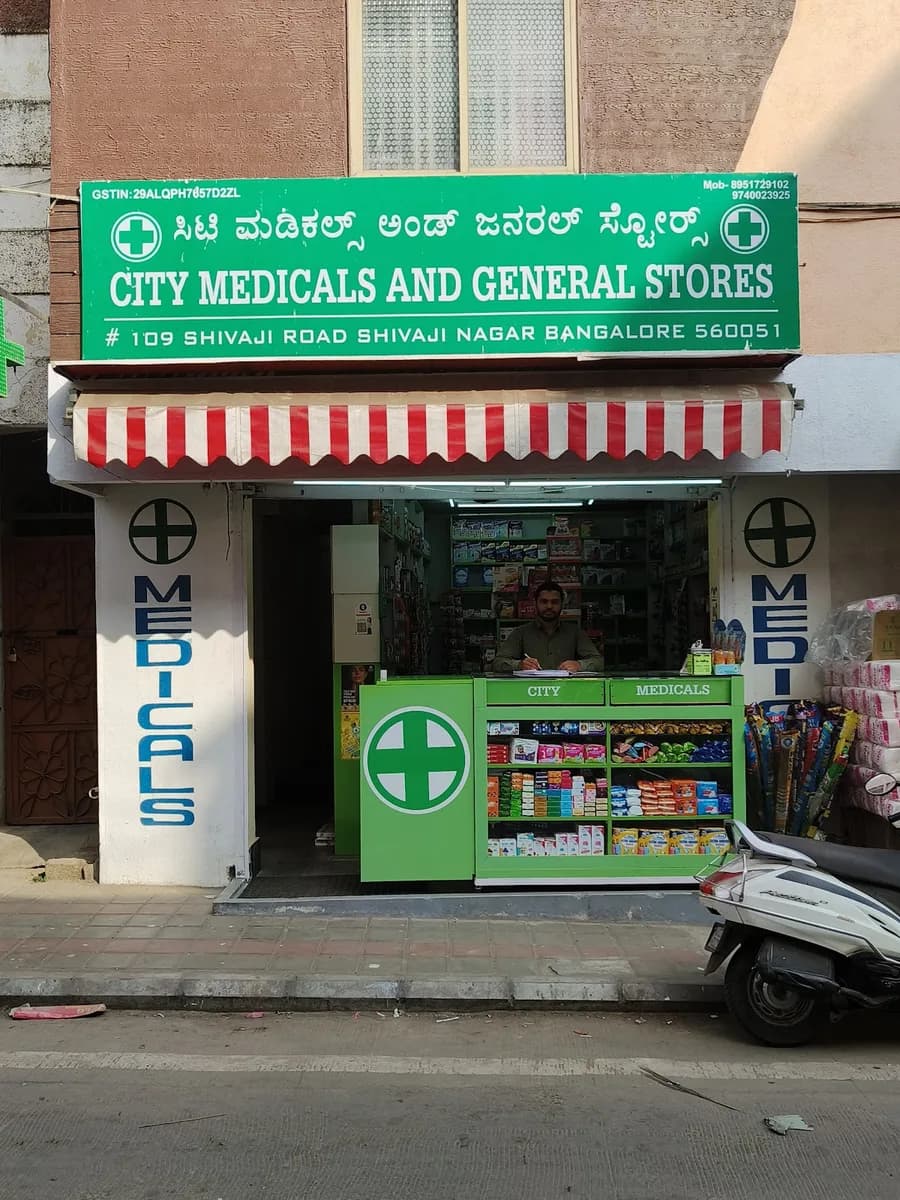 GSTIN:29ALQPH7657D2ZL
Mob- 8951729102
9740023925
ಸಿಟಿ ಮಡಿಕಲ್ಸ್ ಅಂಡ್ ಜನರಲ್ ಸ್ಟೋರ್ಸ್
CITY MEDICALS AND GENERAL STORES
# 109 SHIVAJI ROAD SHIVAJI NAGAR BANGALORE 560051
MEDICALS
MEDI
CITY
MEDICALS